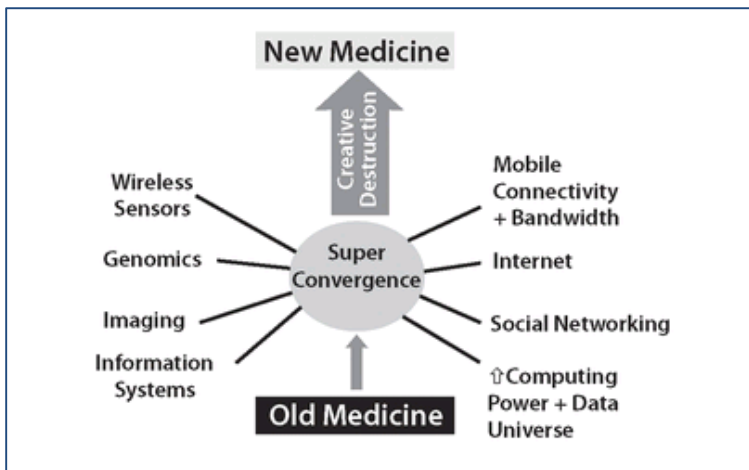 New Medicine
Creative
Destruction
Wireless
Sensors
Genomics
Imaging
Information
Systems
Super
Convergence
Mobile
Connectivity
+ Bandwidth
Internet
Social Networking
⇧Computing
Power + Data
Universe
Old Medicine